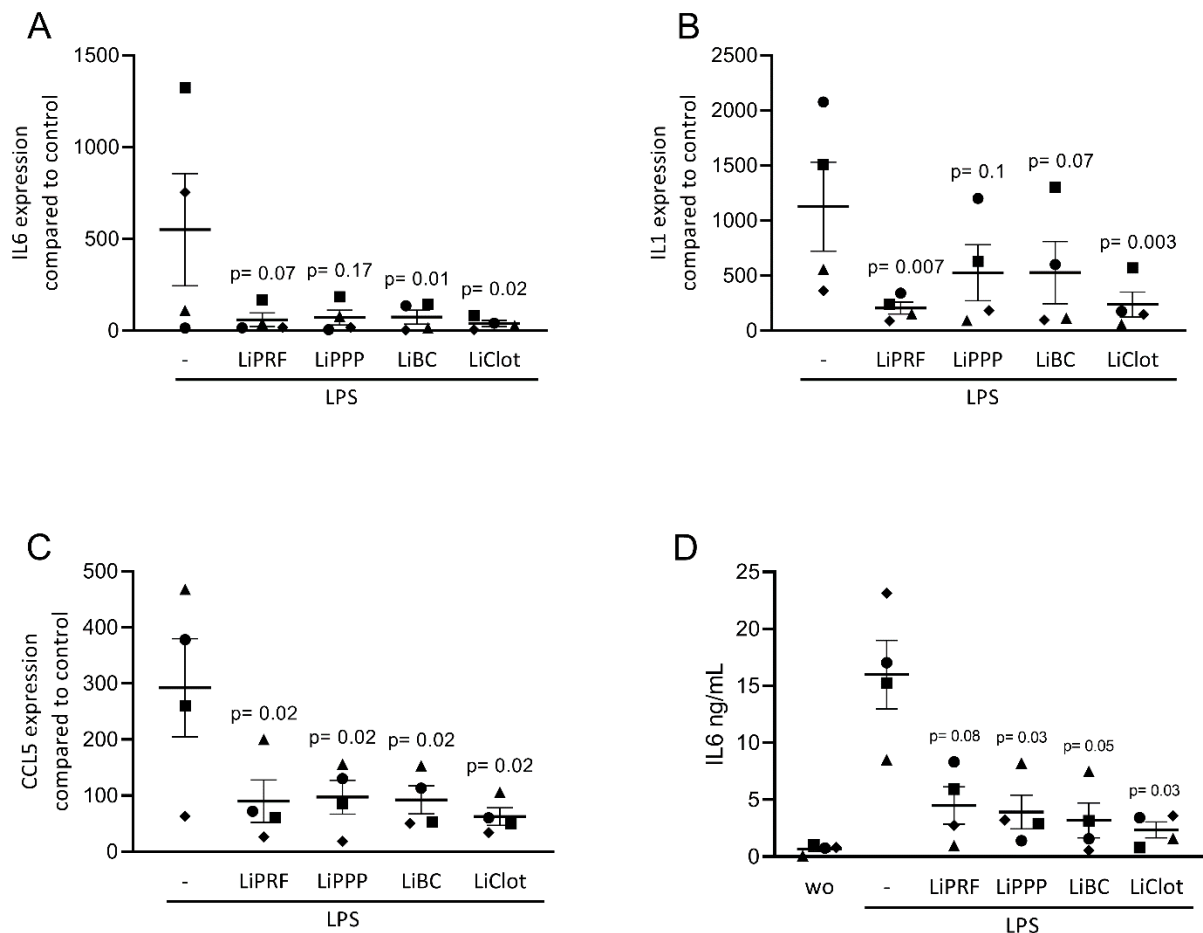 A
IL6 expression
compared to control
1500
1000
500
0
p= 0.07
p= 0.17
p= 0.01
p= 0.02
- LiPRF LiPPP LiBC LiClot
LPS
B
IL1 expression
compared to control
2500
2000
1500
1000
500
0
p= 0.007
p= 0.1
p= 0.07
p= 0.003
- LiPRF LiPPP LiBC LiClot
LPS
C
CCL5 expression
compared to control
500
400
300
200
100
0
p= 0.02
p= 0.02
p= 0.02
p= 0.02
- LiPRF LiPPP LiBC LiClot
LPS
D
IL6 ng/mL
25
20
15
10
5
0
p= 0.08
p= 0.03
p= 0.05
p= 0.03
wo - LiPRF LiPPP LiBC LiClot
LPS